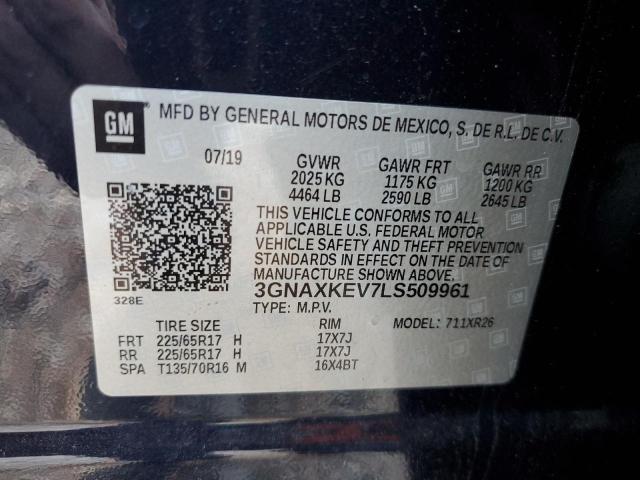 GM
MFD BY GENERAL MOTORS DE MEXICO, S. DE R.L. DE C.V.
07/19 GVWR GAWR FRT GAWR RR
2025 KG 1175 KG 1200 KG
4464 LB 2590 LB 2645 LB
THIS VEHICLE CONFORMS TO ALL
APPLICABLE U.S. FEDERAL MOTOR
VEHICLE SAFETY AND THEFT PREVENTION
STANDARDS IN EFFECT ON THE DATE OF
MANUFACTURE SHOWN ABOVE.
328E
3GNAXKEV7LS509961
TYPE: M.P.V. MODEL: 711XR26
TIRE SIZE RIM
FRT 225/65R17 H 17X7J
RR 225/65R17 H 17X7J
SPA T135/70R16 M 16X4BT